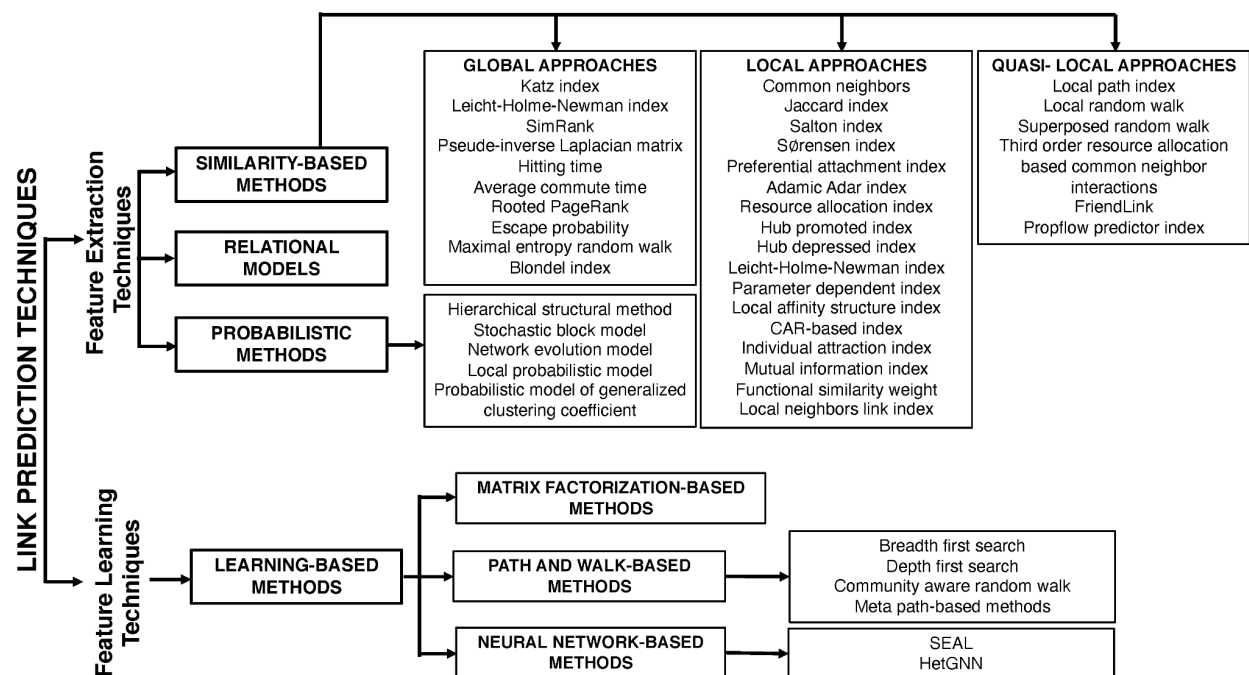 LINK PREDICTION TECHNIQUES
Feature Extraction
Techniques
SIMILARITY-BASED
METHODS
RELATIONAL
MODELS
PROBABILISTIC
METHODS
GLOBAL APPROACHES
Katz index
Leicht-Holme-Newman index
SimRank
Pseude-inverse Laplacian matrix
Hitting time
Average commute time
Rooted PageRank
Escape probability
Maximal entropy random walk
Blondel index
Hierarchical structural method
Stochastic block model
Network evolution model
Local probabilistic model
Probabilistic model of generalized
clustering coefficient
LOCAL APPROACHES
Common neighbors
Jaccard index
Salton index
SØrensen index
Preferential attachment index
Adamic Adar index
Resource allocation index
Hub promoted index
Hub depressed index
Leicht-Holme-Newman index
Parameter dependent index
Local affinity structure index
CAR-based index
Individual attraction index
Mutual information index
Functional similarity weight
Local neighbors link index
QUASI- LOCAL APPROACHES
Local path index
Local random walk
Superposed random walk
Third order resource allocation
based common neighbor
interactions
FriendLink
Propflow predictor index
Feature Learning
Techniques
LEARNING-BASED
METHODS
MATRIX FACTORIZATION-BASED
METHODS
PATH AND WALK-BASED
METHODS
Breadth first search
Depth first search
Community aware random walk
Meta path-based methods
NEURAL NETWORK-BASED
METHODS
SEAL
HetGNN